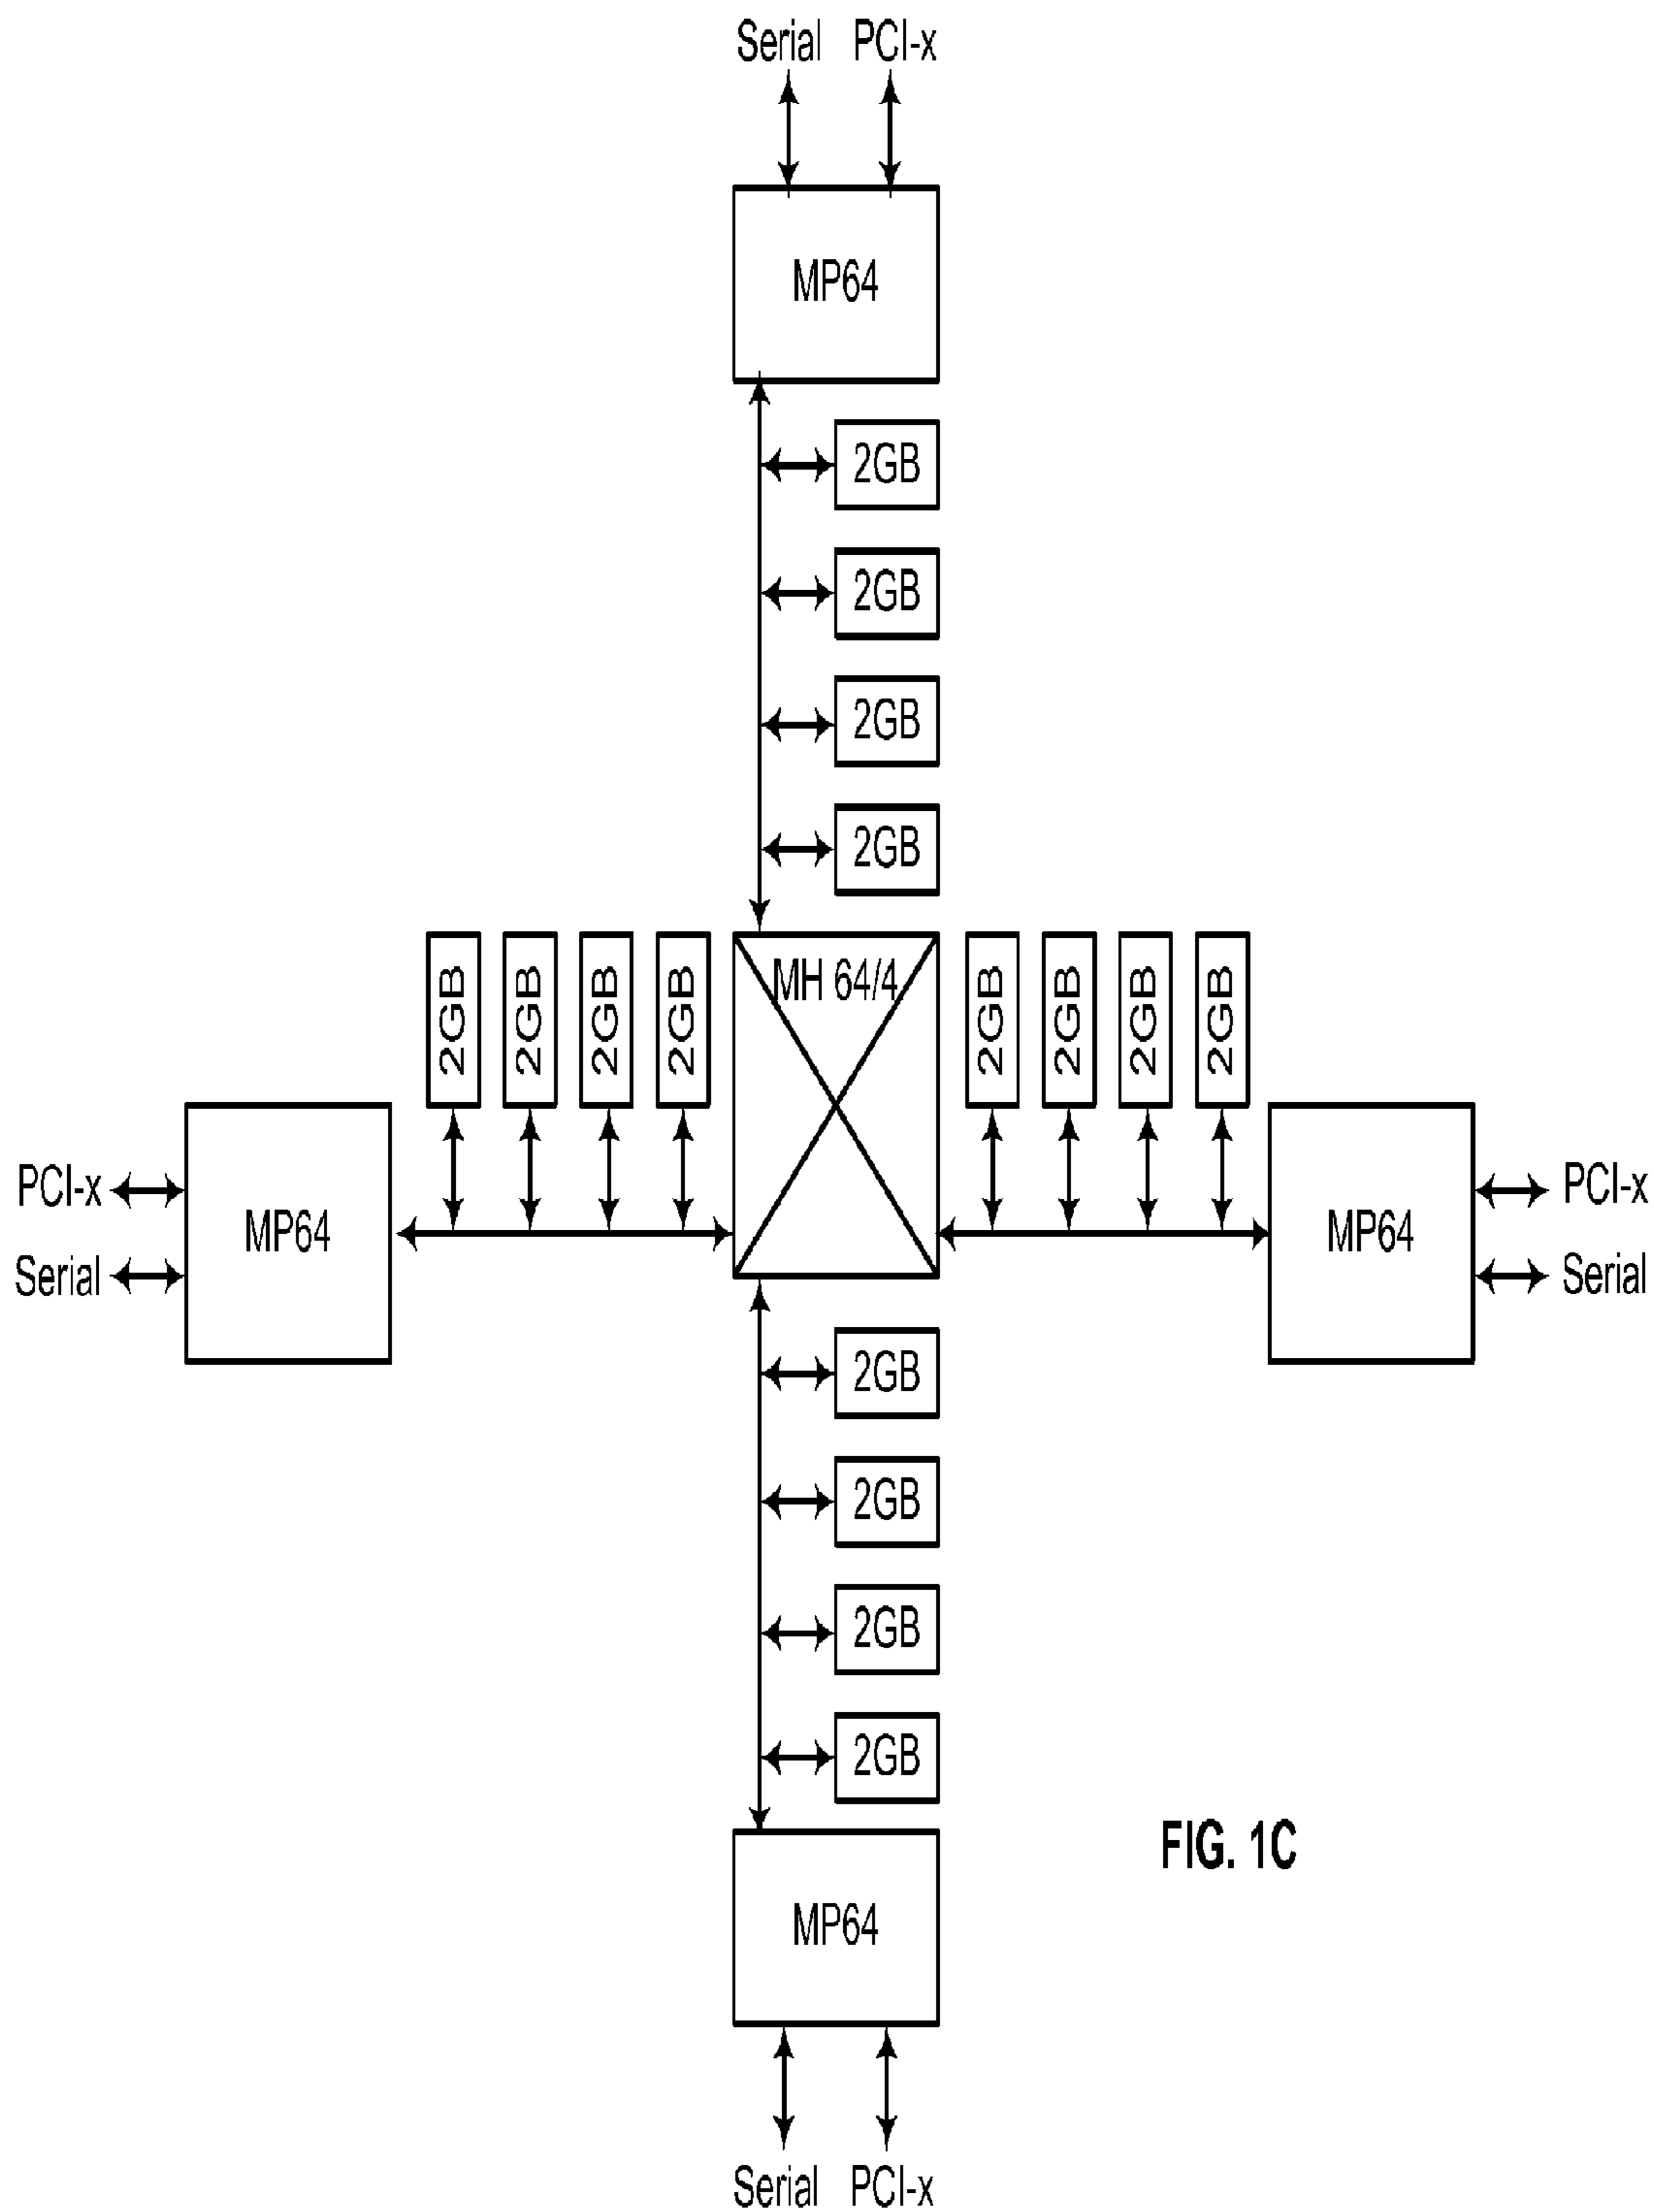 Serial PCI-x
MP64
2GB
2GB
2GB
2GB
2GB 2GB 2GB 2GB MH 64/4 2GB 2GB 2GB 2GB
PCI-x PCI-x
MP64 MP64
Serial Serial
2GB
2GB
2GB
2GB
FIG. 1C
MP64
Serial PCI-x